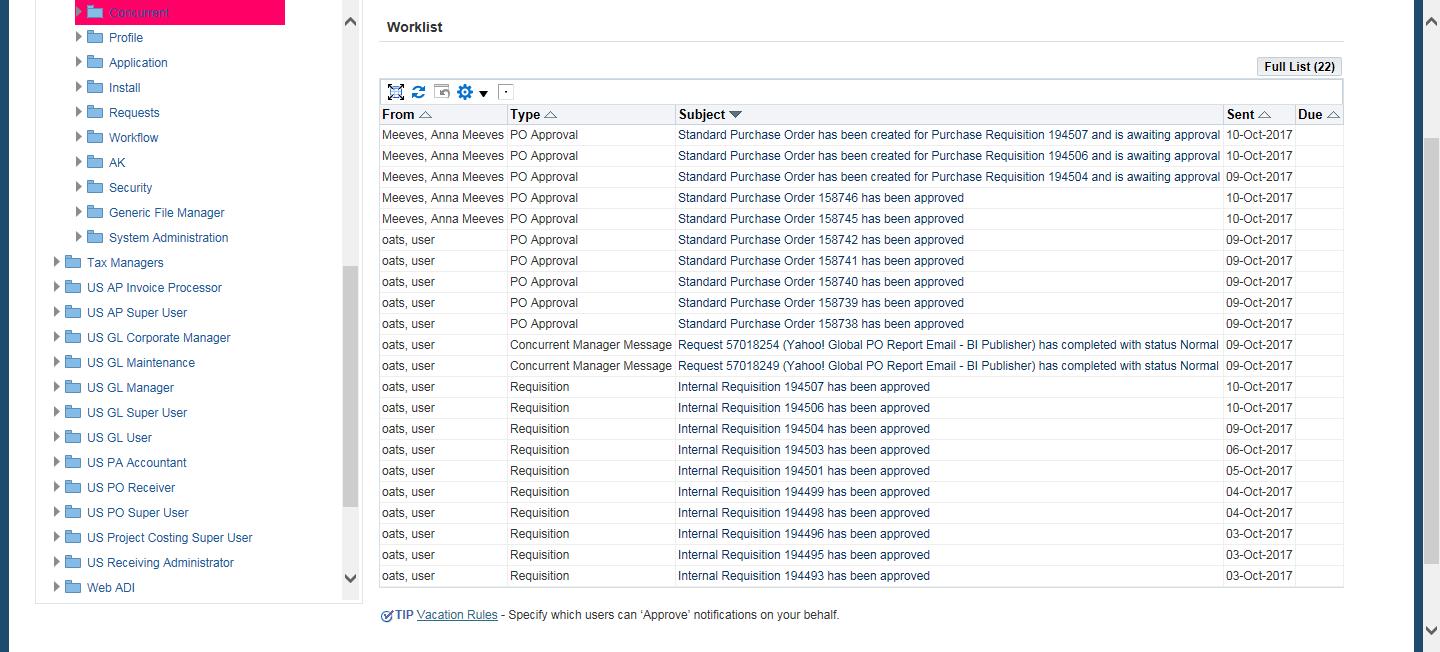 Concurrent
Profile
Application
Install
Requests
Workflow
AK
Security
Generic File Manager
System Administration
Tax Managers
US AP Invoice Processor
US AP Super User
US GL Corporate Manager
US GL Maintenance
US GL Manager
US GL Super User
US GL User
US PA Accountant
US PO Receiver
US PO Super User
US Project Costing Super User
US Receiving Administrator
Web ADI
Worklist
Full List (22)
From Type Subject Sent Due
Meeves, Anna Meeves PO Approval Standard Purchase Order has been created for Purchase Requisition 194507 and is awaiting approval 10-Oct-2017
Meeves, Anna Meeves PO Approval Standard Purchase Order has been created for Purchase Requisition 194506 and is awaiting approval 10-Oct-2017
Meeves, Anna Meeves PO Approval Standard Purchase Order has been created for Purchase Requisition 194504 and is awaiting approval 09-Oct-2017
Meeves, Anna Meeves PO Approval Standard Purchase Order 158746 has been approved 10-Oct-2017
Meeves, Anna Meeves PO Approval Standard Purchase Order 158745 has been approved 10-Oct-2017
oats, user PO Approval Standard Purchase Order 158742 has been approved 09-Oct-2017
oats, user PO Approval Standard Purchase Order 158741 has been approved 09-Oct-2017
oats, user PO Approval Standard Purchase Order 158740 has been approved 09-Oct-2017
oats, user PO Approval Standard Purchase Order 158739 has been approved 09-Oct-2017
oats, user PO Approval Standard Purchase Order 158738 has been approved 09-Oct-2017
oats, user Concurrent Manager Message Request 57018254 (Yahoo! Global PO Report Email - BI Publisher) has completed with status Normal 09-Oct-2017
oats, user Concurrent Manager Message Request 57018249 (Yahoo! Global PO Report Email - BI Publisher) has completed with status Normal 09-Oct-2017
oats, user Requisition Internal Requisition 194507 has been approved 10-Oct-2017
oats, user Requisition Internal Requisition 194506 has been approved 10-Oct-2017
oats, user Requisition Internal Requisition 194504 has been approved 09-Oct-2017
oats, user Requisition Internal Requisition 194503 has been approved 06-Oct-2017
oats, user Requisition Internal Requisition 194501 has been approved 05-Oct-2017
oats, user Requisition Internal Requisition 194499 has been approved 04-Oct-2017
oats, user Requisition Internal Requisition 194498 has been approved 04-Oct-2017
oats, user Requisition Internal Requisition 194496 has been approved 03-Oct-2017
oats, user Requisition Internal Requisition 194495 has been approved 03-Oct-2017
oats, user Requisition Internal Requisition 194493 has been approved 03-Oct-2017
TIP Vacation Rules - Specify which users can ‘Approve’ notifications on your behalf.